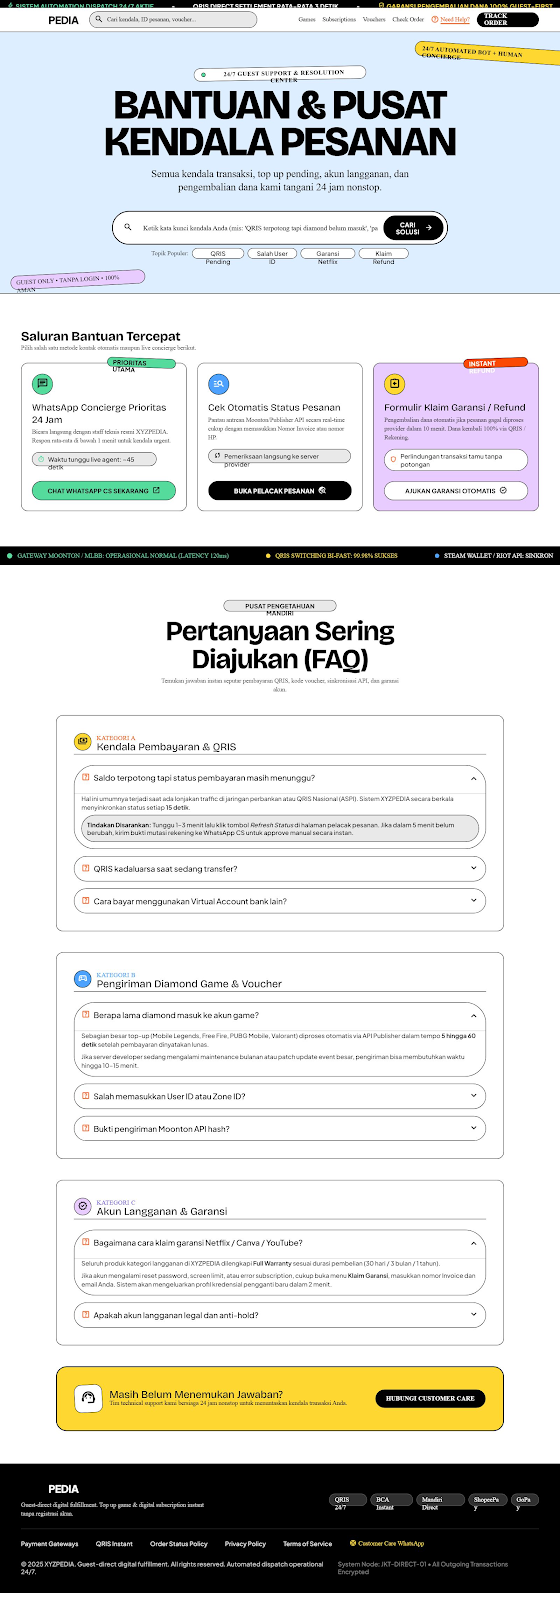 SISTEM AUTOMATION DISPATCH 24/7 AKTIF
QRIS DIRECT SETTLEMENT RATA-RATA 3 DETIK
GARANSI PENGEMBALIAN DANA 100% GUEST-FIRST
PEDIA
Cari kendala, ID pesanan, voucher...
Games
Subscriptions
Vouchers
Check Order
Need Help?
TRACK
ORDER
24/7 AUTOMATED BOT + HUMAN
CONCIERGE
24/7 GUEST SUPPORT & RESOLUTION
CENTER
BANTUAN & PUSAT
KENDALA PESANAN
Semua kendala transaksi, top up pending, akun langganan, dan
pengembalian dana kami tangani 24 jam nonstop.
Ketik kata kunci kendala Anda (mis: 'QRIS terpotong tapi diamond belum masuk', 'pa
CARI
SOLUSI
Topik Populer:
QRIS
Pending
Salah User
ID
Garansi
Netflix
Klaim
Refund
GUEST ONLY • TANPA LOGIN • 100%
AMAN
Saluran Bantuan Tercepat
Pilih salah satu metode kontak otomatis maupun live concierge berikut.
PRIORITAS
UTAMA
WhatsApp Concierge Prioritas
24 Jam
Bicara langsung dengan staff teknis resmi XYZPEDIA.
Respon rata-rata di bawah 1 menit untuk kendala urgent.
Waktu tunggu live agent: ~45
detik
CHAT WHATSAPP CS SEKARANG
Cek Otomatis Status Pesanan
Pantau antrean Moonton/Publisher API secara real-time
cukup dengan memasukkan Nomor Invoice atau nomor
HP.
Pemeriksaan langsung ke server
provider
BUKA PELACAK PESANAN
INSTANT
REFUND
Formulir Klaim Garansi / Refund
Pengembalian dana otomatis jika pesanan gagal diproses
provider dalam 10 menit. Dana kembali 100% via QRIS /
Rekening.
Perlindungan transaksi tamu tanpa
potongan
AJUKAN GARANSI OTOMATIS
GATEWAY MOONTON / MLBB: OPERASIONAL NORMAL (LATENCY 120ms)
QRIS SWITCHING BI-FAST: 99.98% SUKSES
STEAM WALLET / RIOT API: SINKRON
PUSAT PENGETAHUAN
MANDIRI
Pertanyaan Sering
Diajukan (FAQ)
Temukan jawaban instan seputar pembayaran QRIS, kode voucher, sinkronisasi API, dan garansi
akun.
KATEGORI A
Kendala Pembayaran & QRIS
Saldo terpotong tapi status pembayaran masih menunggu?
Hal ini umumnya terjadi saat ada lonjakan traffic di jaringan perbankan atau QRIS Nasional (ASPI). Sistem XYZPEDIA secara berkala
menyinkronkan status setiap 15 detik.
Tindakan Disarankan: Tunggu 1-3 menit lalu klik tombol Refresh Status di halaman pelacak pesanan. Jika dalam 5 menit belum
berubah, kirim bukti mutasi rekening ke WhatsApp CS untuk approve manual secara instan.
QRIS kadaluarsa saat sedang transfer?
Cara bayar menggunakan Virtual Account bank lain?
KATEGORI B
Pengiriman Diamond Game & Voucher
Berapa lama diamond masuk ke akun game?
Sebagian besar top-up (Mobile Legends, Free Fire, PUBG Mobile, Valorant) diproses otomatis via API Publisher dalam tempo 5 hingga 60
detik setelah pembayaran dinyatakan lunas.
Jika server developer sedang mengalami maintenance bulanan atau patch update event besar, pengiriman bisa membutuhkan waktu
hingga 10-15 menit.
Salah memasukkan User ID atau Zone ID?
Bukti pengiriman Moonton API hash?
KATEGORI C
Akun Langganan & Garansi
Bagaimana cara klaim garansi Netflix / Canva / YouTube?
Seluruh produk kategori langganan di XYZPEDIA dilengkapi Full Warranty sesuai durasi pembelian (30 hari / 3 bulan / 1 tahun).
Jika akun mengalami reset password, screen limit, atau error subscription, cukup buka menu Klaim Garansi, masukkan nomor Invoice dan
email Anda. Sistem akan mengeluarkan profil kredensial pengganti baru dalam 2 menit.
Apakah akun langganan legal dan anti-hold?
Masih Belum Menemukan Jawaban?
Tim technical support kami bersiaga 24 jam nonstop untuk menuntaskan kendala transaksi Anda.
HUBUNGI CUSTOMER CARE
PEDIA
Guest-direct digital fulfillment. Top up game & digital subscription instant
tanpa registrasi akun.
QRIS
24/7
BCA
Instant
Mandiri
Direct
ShopeePa
y
GoPa
y
Payment Gateways
QRIS Instant
Order Status Policy
Privacy Policy
Terms of Service
Customer Care WhatsApp
© 2025 XYZPEDIA. Guest-direct digital fulfillment. All rights reserved. Automated dispatch operational
24/7.
System Node: JKT-DIRECT-01 • All Outgoing Transactions
Encrypted